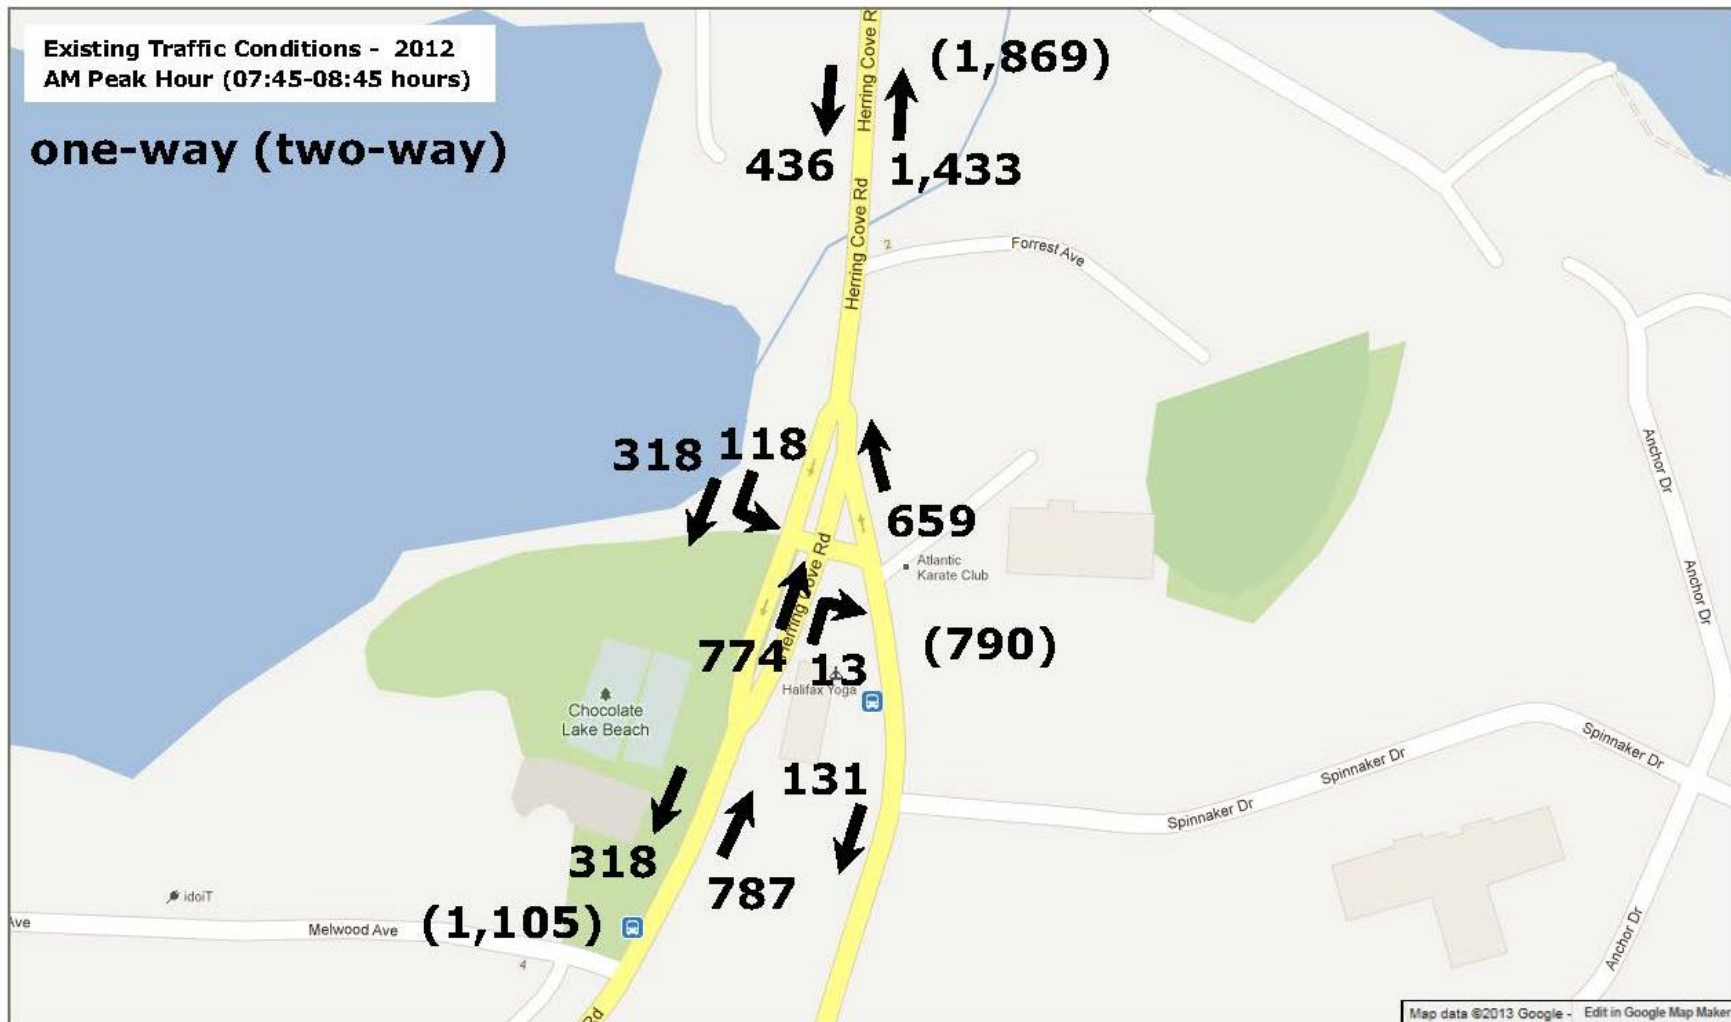 Existing Traffic Conditions - 2012
AM Peak Hour (07:45-08:45 hours)
one-way (two-way)
Herring Cove R
(1,869)
436
1,433
Herring Cove Rd
2
Forrest Ave
318
118
659
Anchor Dr
Herring Cove Rd
Atlantic
Karate Club
Anchor Dr
774
13
(790)
Halifax Yoga
Chocolate
Lake Beach
131
Spinnaker Dr
Spinnaker Dr
Spinnaker Dr
318
787
idoiT
(1,105)
Ave
Melwood Ave
4
Anchor Dr
Rd
Map data ©2013 Google -
Edit in Google Map Maker